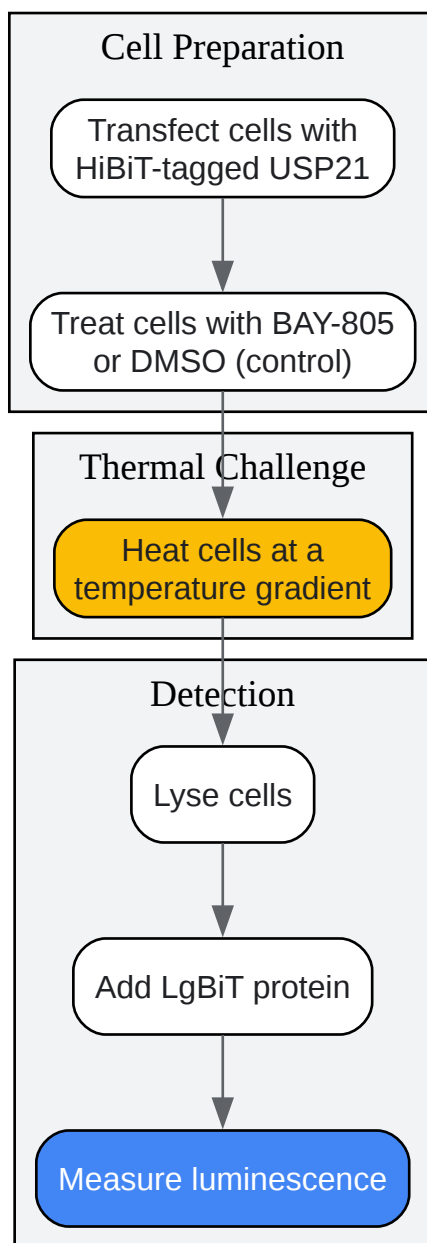 Cell Preparation
Transfect cells with
HiBiT-tagged USP21
Treat cells with BAY-805
or DMSO (control)
Thermal Challenge
Heat cells at a
temperature gradient
Detection
Lyse cells
Add LgBiT protein
Measure luminescence